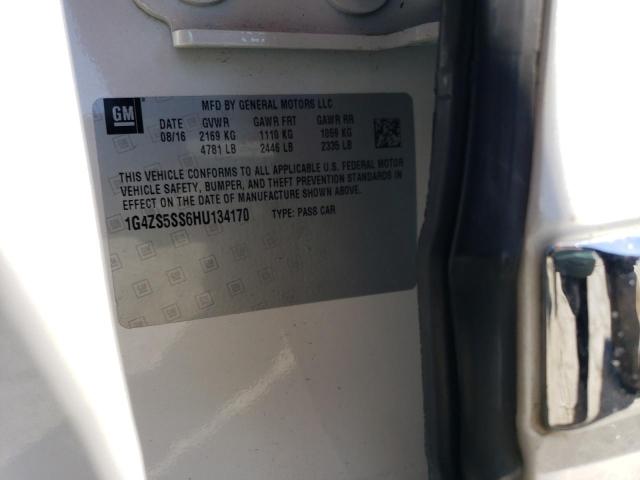 GM
MFD BY GENERAL MOTORS LLC
DATE GVWR GAWR FRT GAWR RR
08/16 2169 KG 1110 KG 1059 KG
4781 LB 2446 LB 2335 LB
THIS VEHICLE CONFORMS TO ALL APPLICABLE U.S. FEDERAL MOTOR
VEHICLE SAFETY, BUMPER, AND THEFT PREVENTION STANDARDS IN
EFFECT ON THE DATE OF MANUFACTURE SHOWN ABOVE.
1G4ZS5SS6HU134170 TYPE: PASS CAR